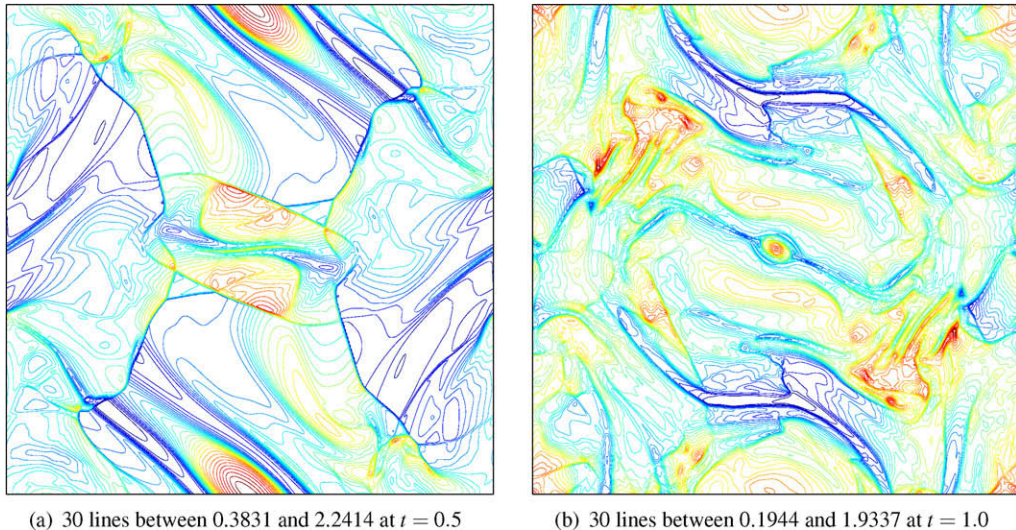 (a) 30 lines between 0.3831 and 2.2414 at t = 0.5
(b) 30 lines between 0.1944 and 1.9337 at t = 1.0